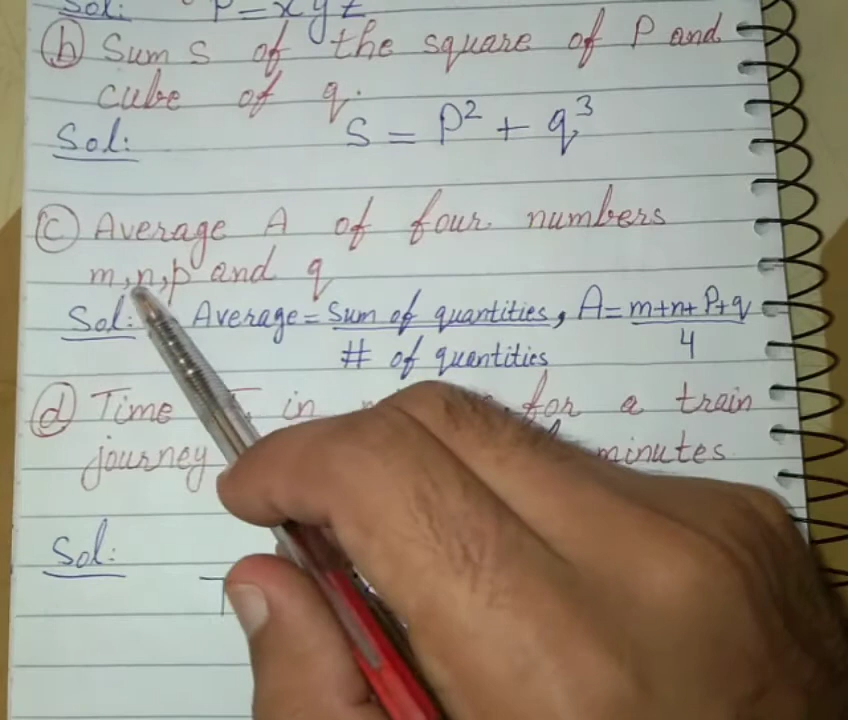 Sol: P = xyz
(b) Sum S of the square of P and
cube of q.
Sol: S = P² + q³
(c) Average A of four numbers
m, n, p and q
Sol: Average = Sum of quantities / # of quantities, A = m+n+P+q / 4
(d) Time T in for a train
journey minutes
Sol:
T